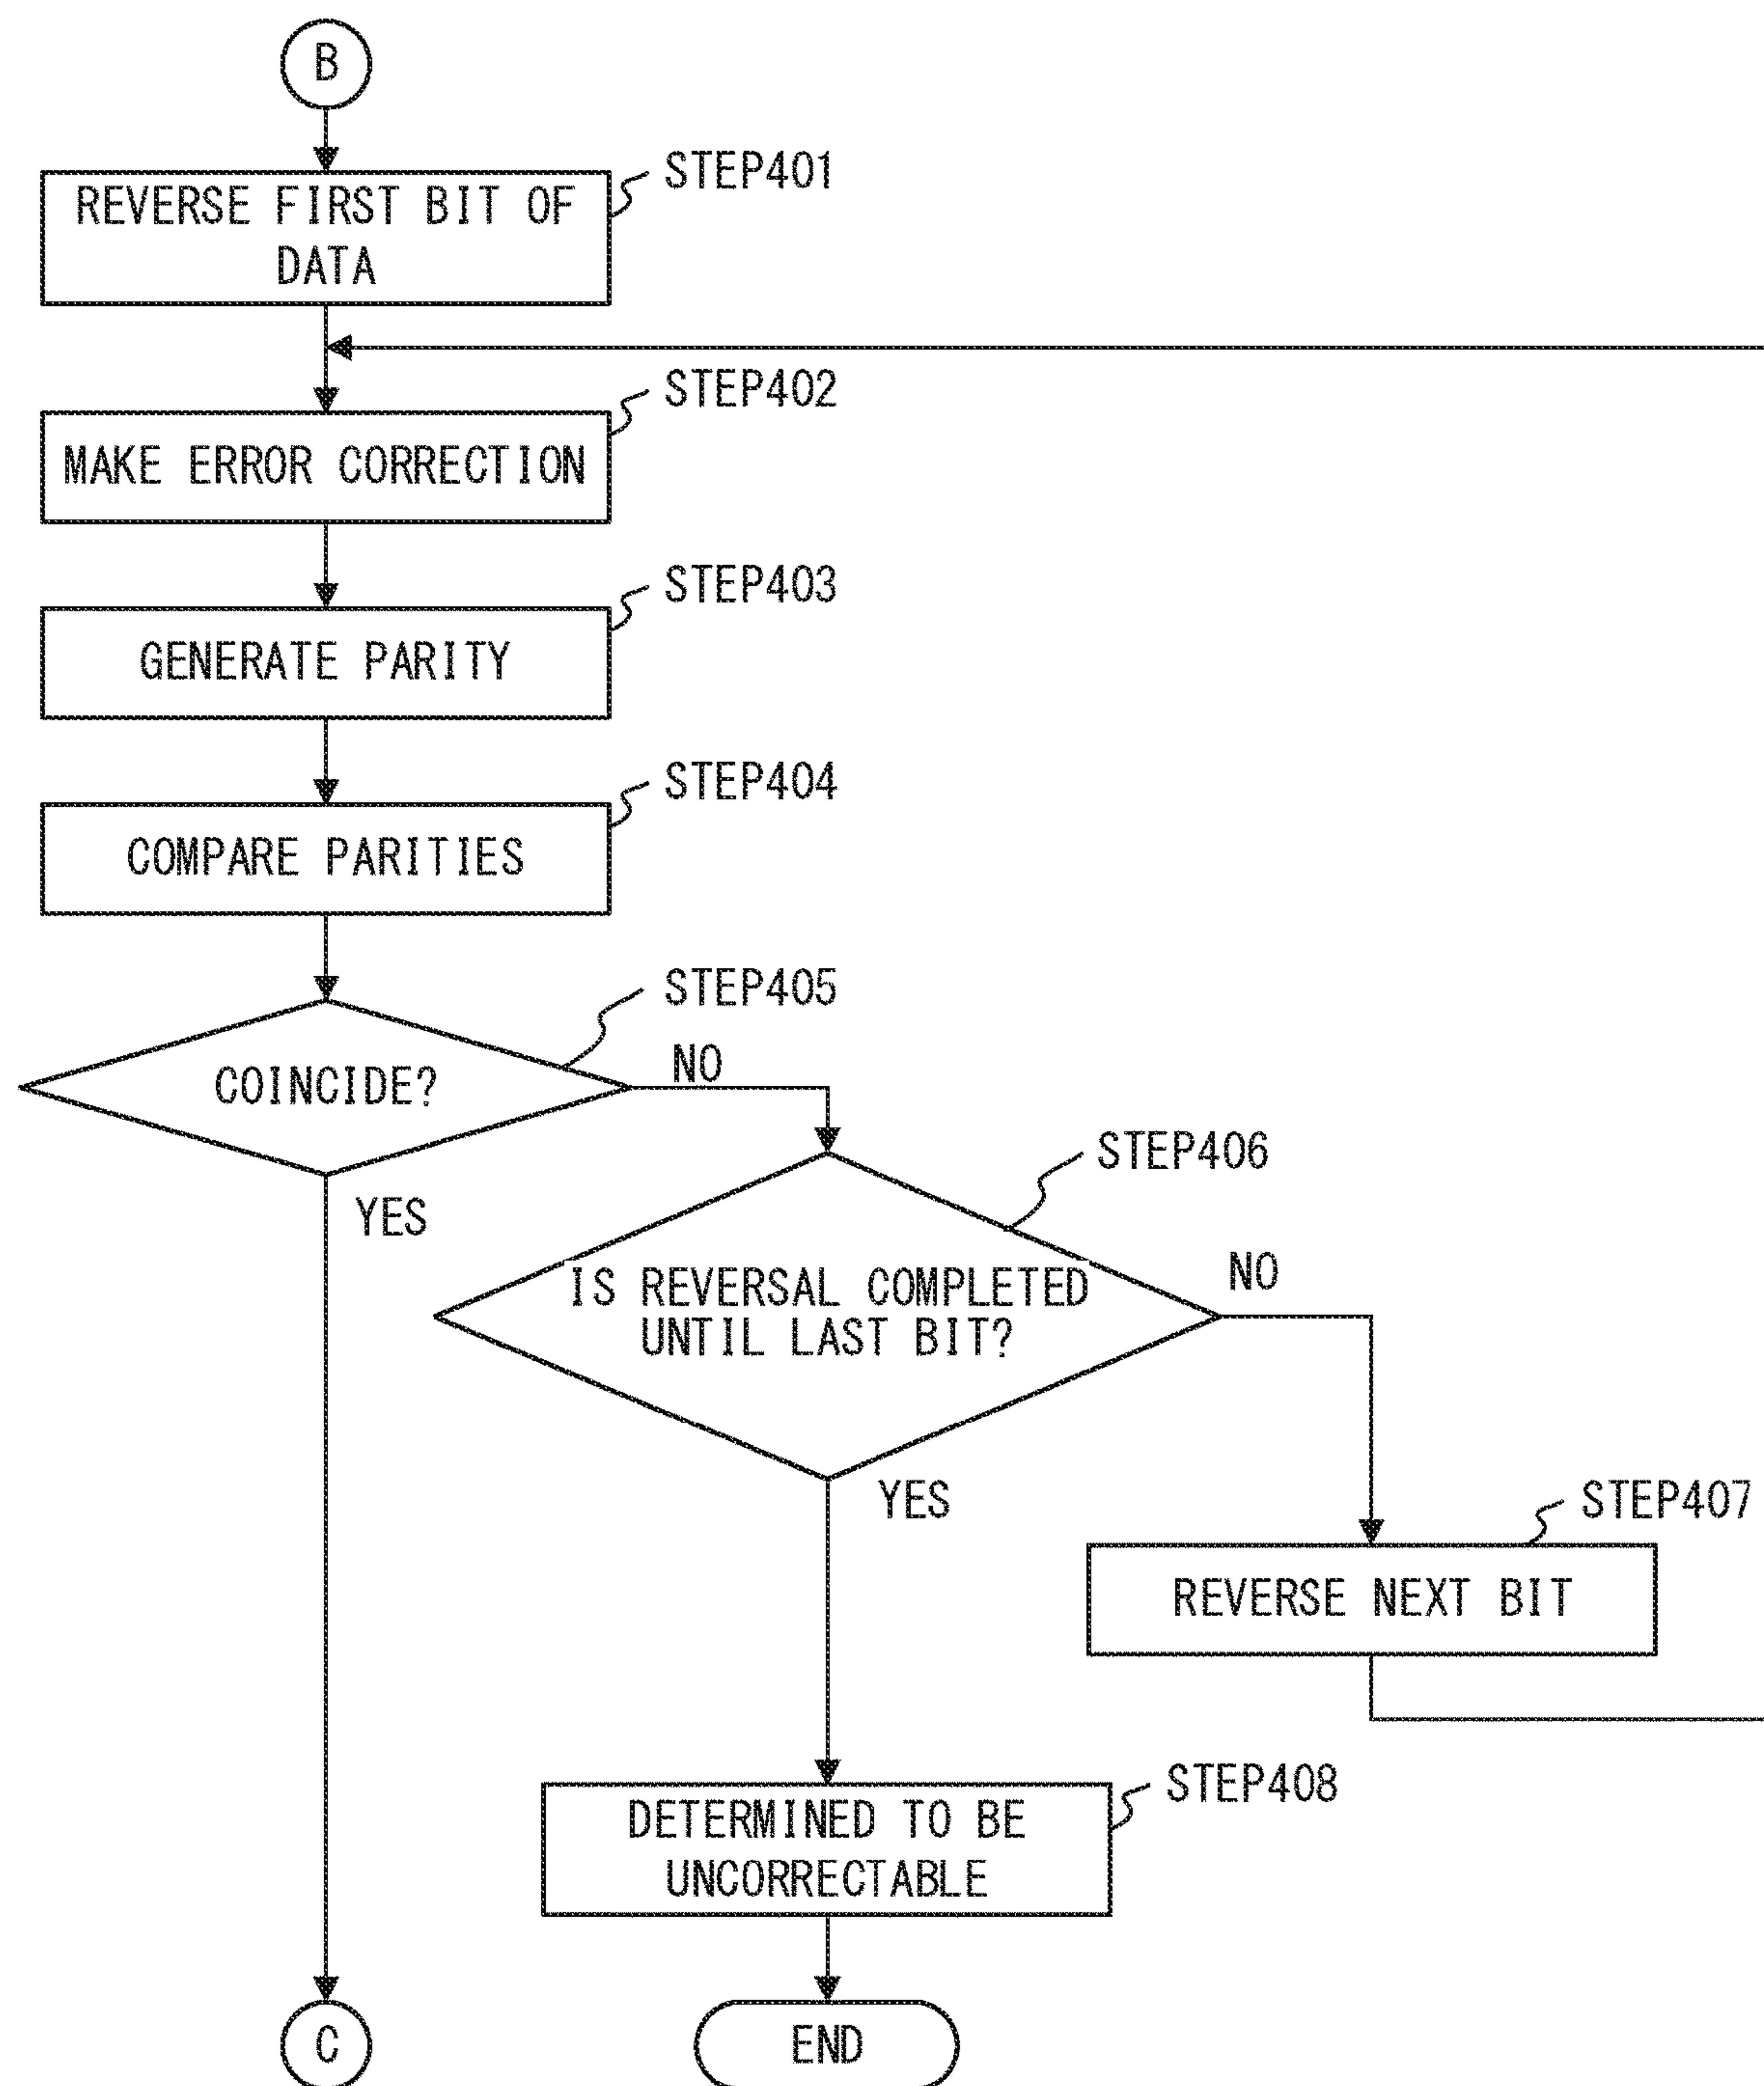 B
STEP401
REVERSE FIRST BIT OF
DATA
STEP402
MAKE ERROR CORRECTION
STEP403
GENERATE PARITY
STEP404
COMPARE PARITIES
STEP405
COINCIDE?
NO
YES
STEP406
IS REVERSAL COMPLETED
UNTIL LAST BIT?
NO
YES
STEP407
REVERSE NEXT BIT
STEP408
DETERMINED TO BE
UNCORRECTABLE
C
END